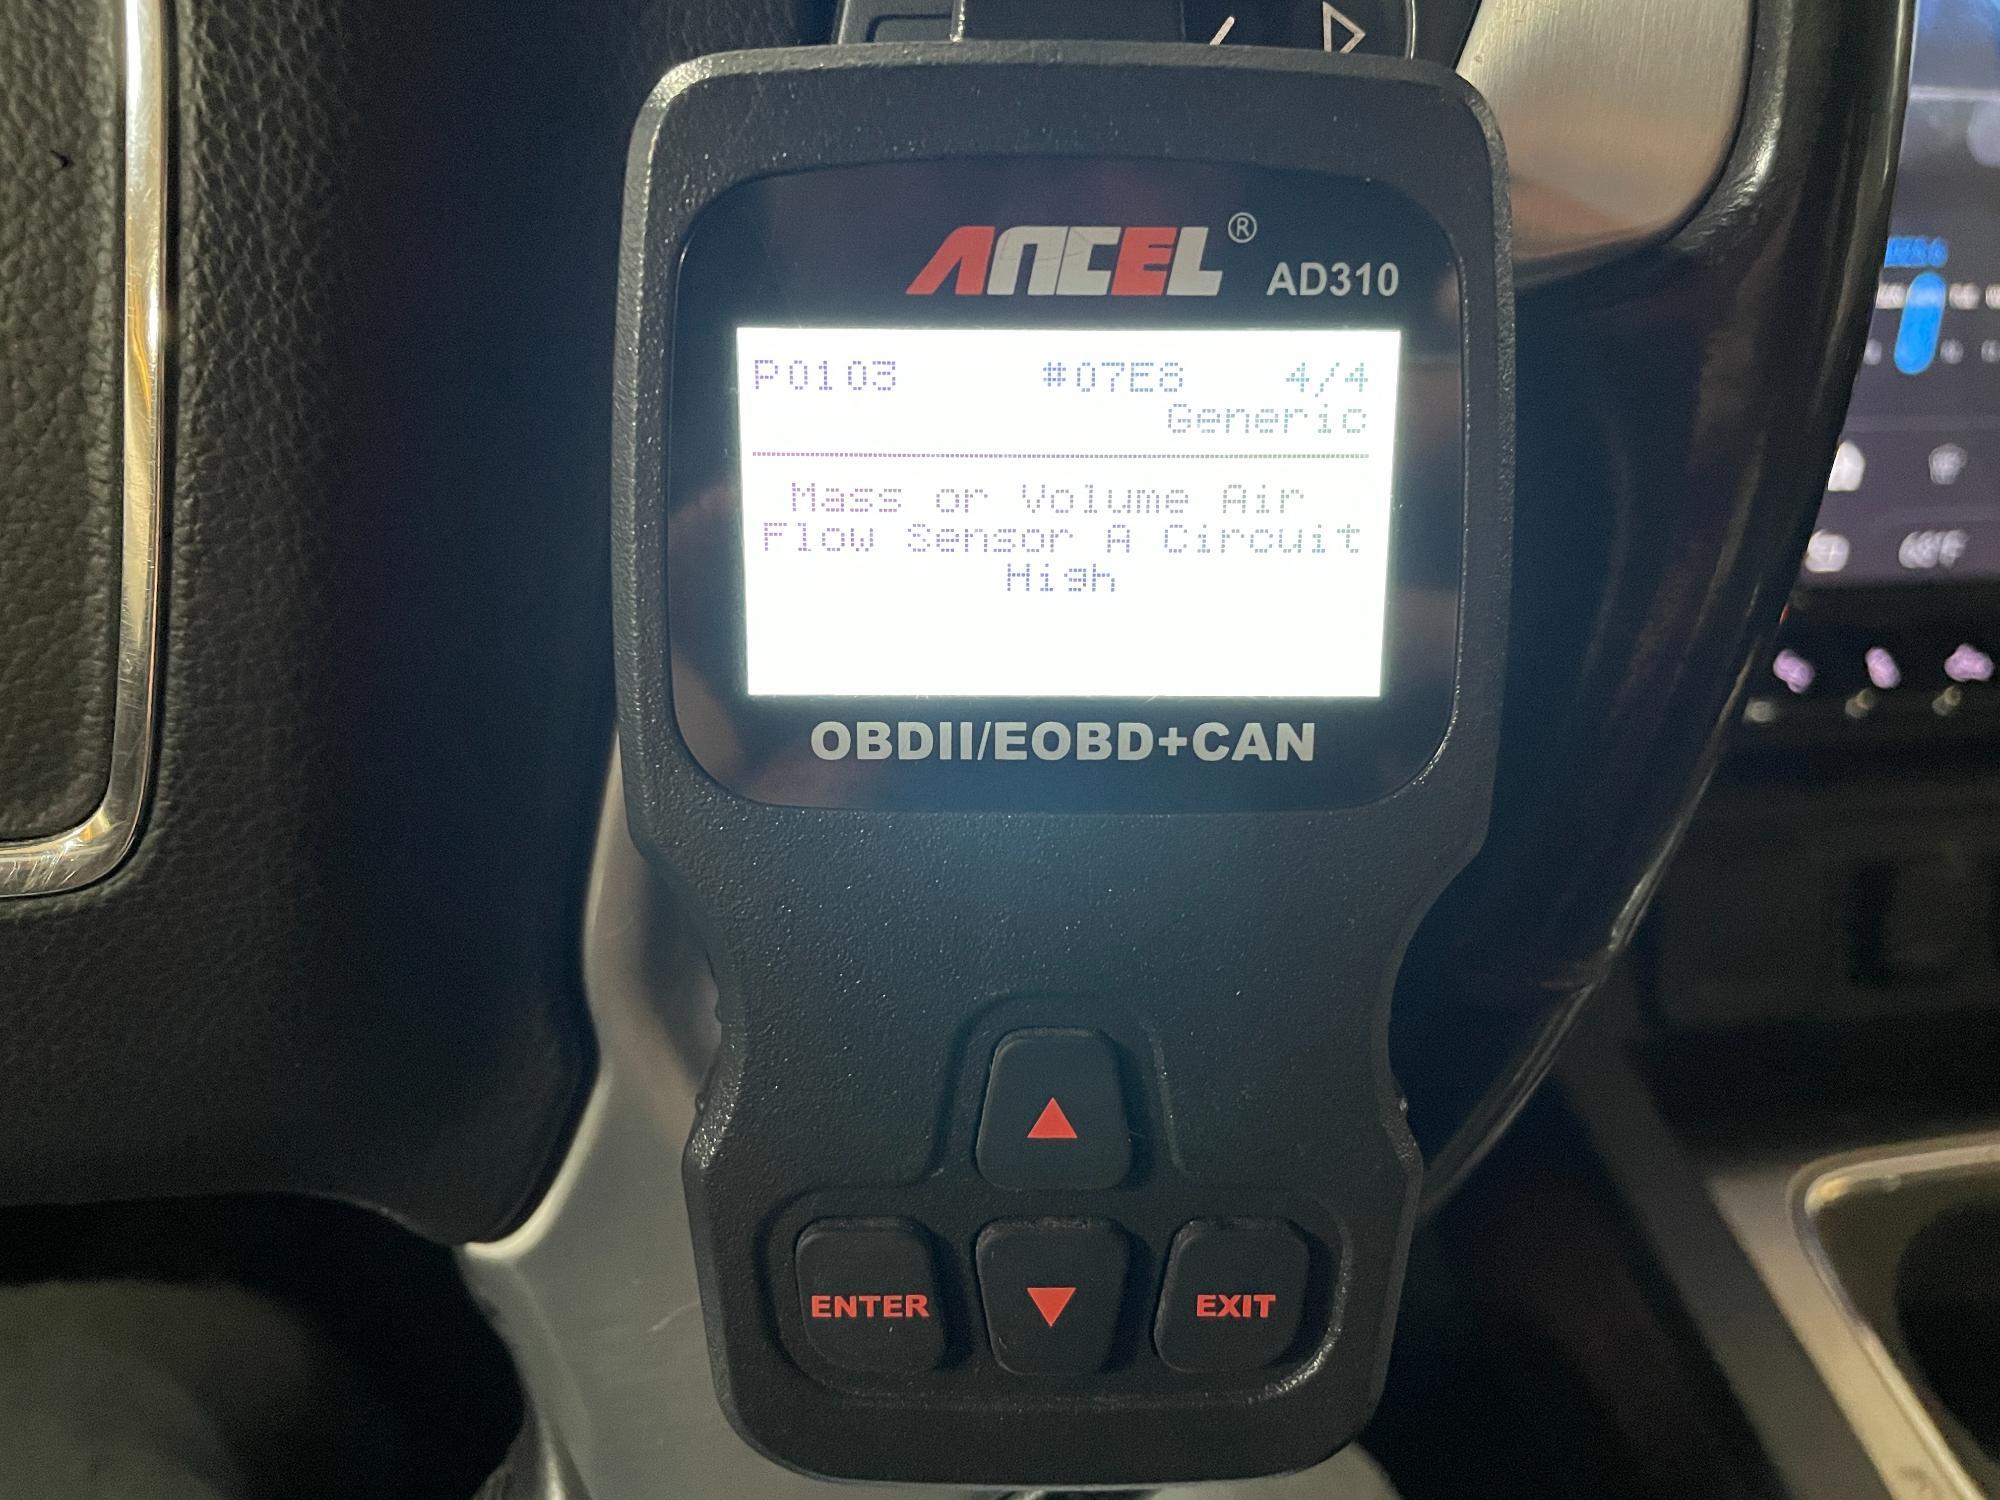 ANCEL® AD310
P0103 #07E8 4/4
Generic
Mass or Volume Air
Flow Sensor A Circuit
High
OBDII/EOBD+CAN
ENTER
EXIT